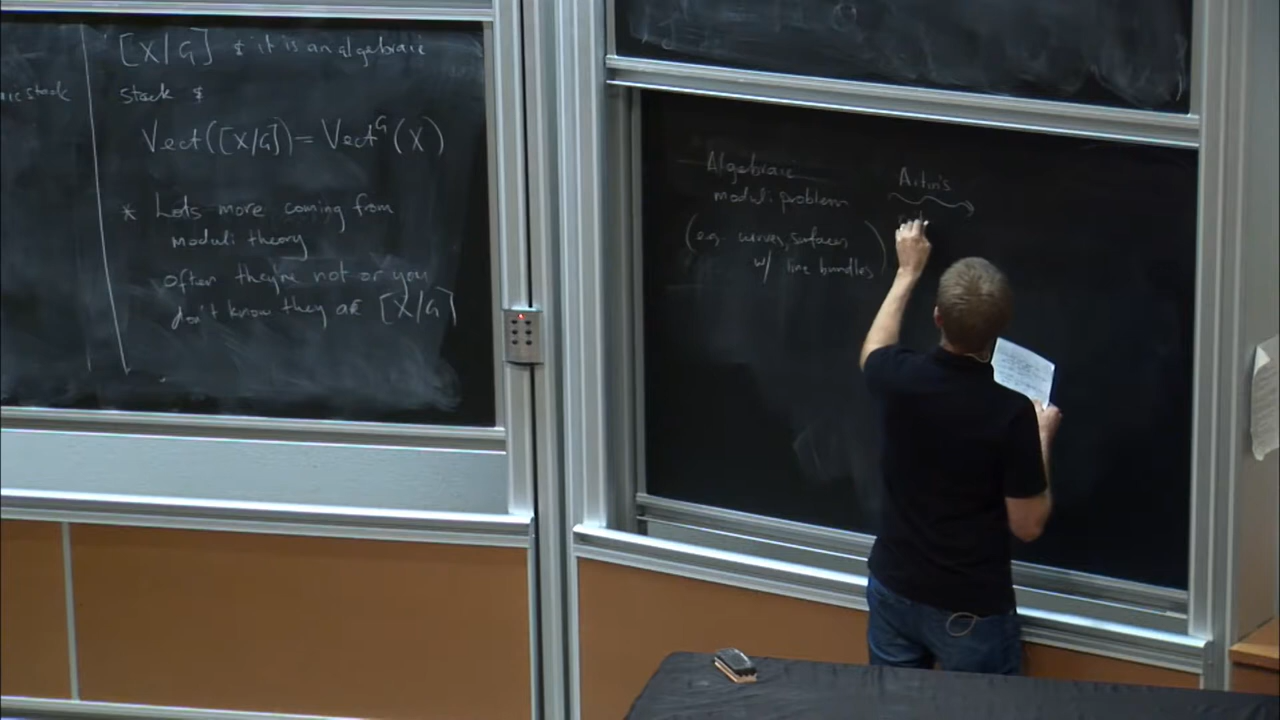 [X/G] & it is an algebraic
stack &
Vect([X/G]) = Vect^G(X)
* Lots more coming from
moduli theory
often they're not or you
don't know they are [X/G]
stack
Algebraic
moduli problem
(e.g. curves, surfaces,
w/ line bundles)
Artin's